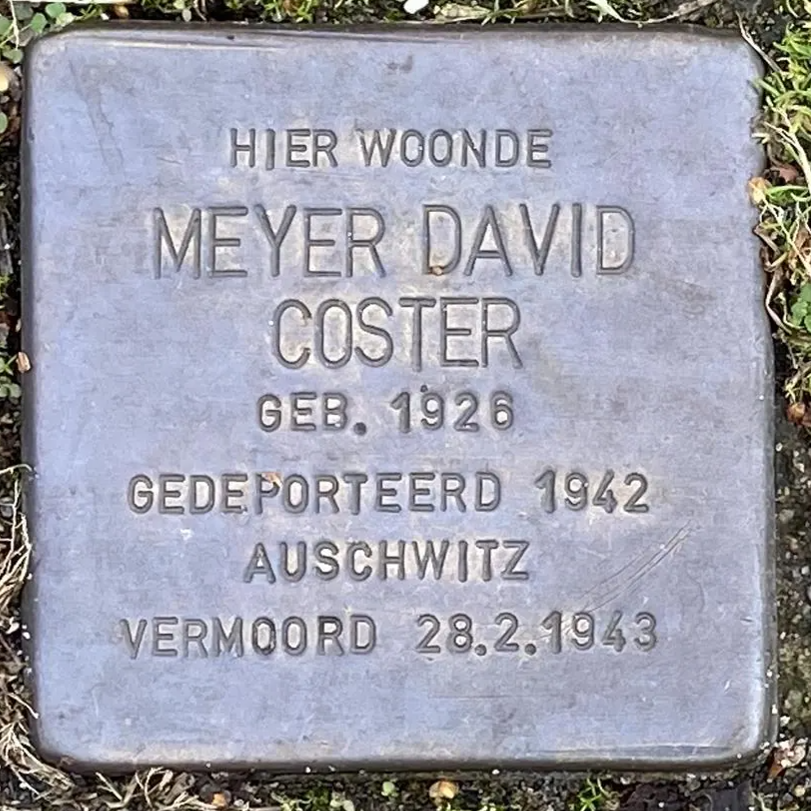 HIER WOONDE
MEYER DAVID
COSTER
GEB. 1926
GEDEPORTEERD 1942
AUSCHWITZ
VERMOORD 28.2.1943